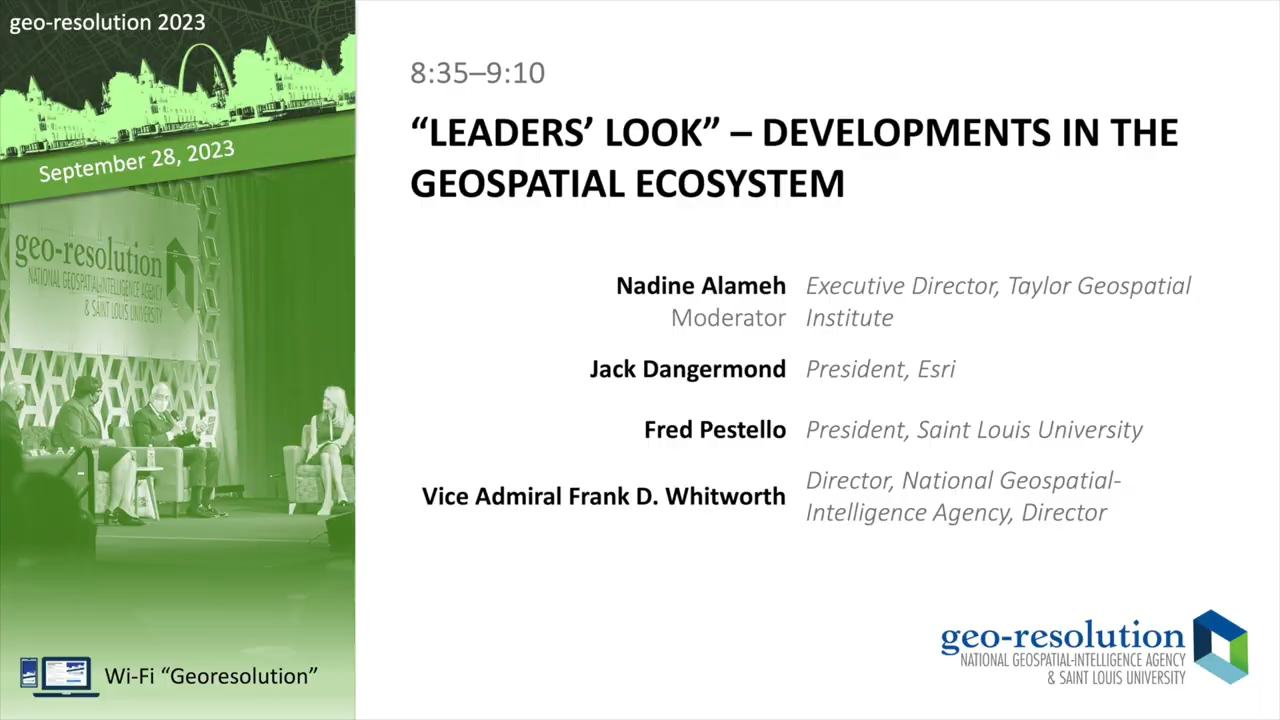 geo-resolution 2023
September 28, 2023
geo-resolution
NATIONAL GEOSPATIAL-INTELLIGENCE AGENCY
& SAINT LOUIS UNIVERSITY
Wi-Fi “Georesolution”
8:35–9:10
“LEADERS’ LOOK” – DEVELOPMENTS IN THE
GEOSPATIAL ECOSYSTEM
Nadine Alameh Executive Director, Taylor Geospatial
Moderator Institute
Jack Dangermond President, Esri
Fred Pestello President, Saint Louis University
Vice Admiral Frank D. Whitworth Director, National Geospatial-
Intelligence Agency, Director
geo-resolution
NATIONAL GEOSPATIAL-INTELLIGENCE AGENCY
& SAINT LOUIS UNIVERSITY